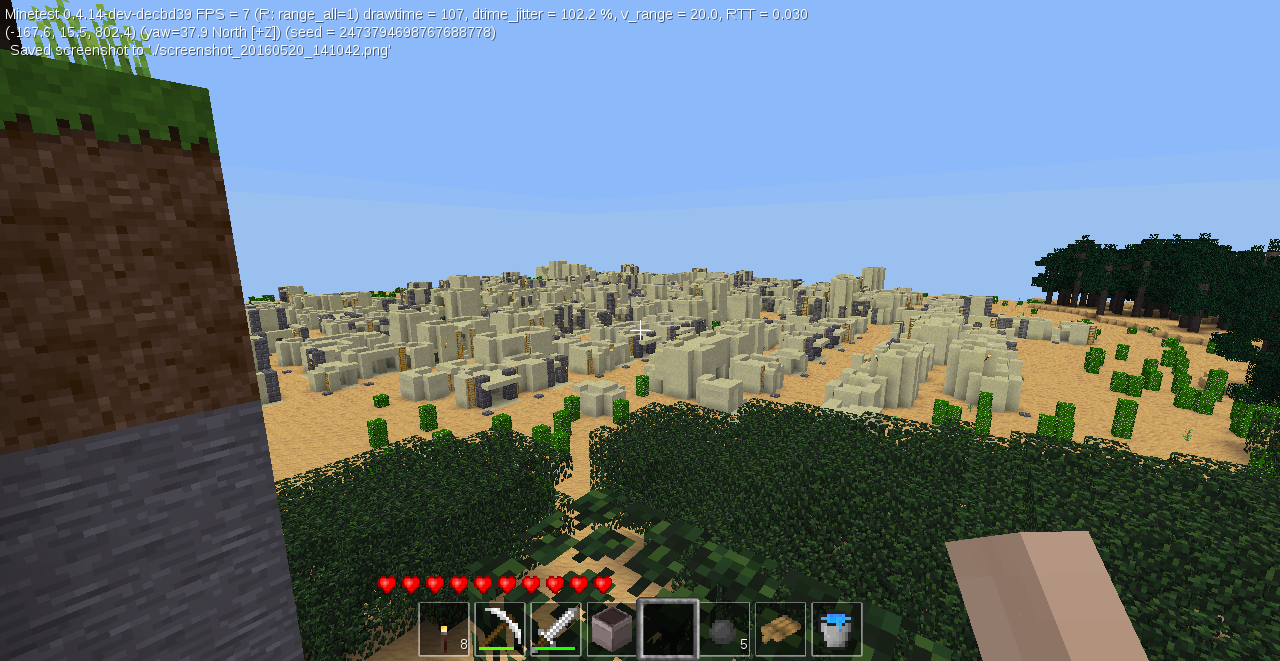 Minetest 0.4.14-dev-decbd39 FPS = 7 (R: range_all=1) drawtime = 107, dtime_jitter = 102.2 %, v_range = 20.0, RTT = 0.030
(-167.6, 15.5, 802.4) (yaw=37.9 North [+Z]) (seed = 2473794698767688778)
Saved screenshot to './screenshot_20160520_141042.png'
8
5